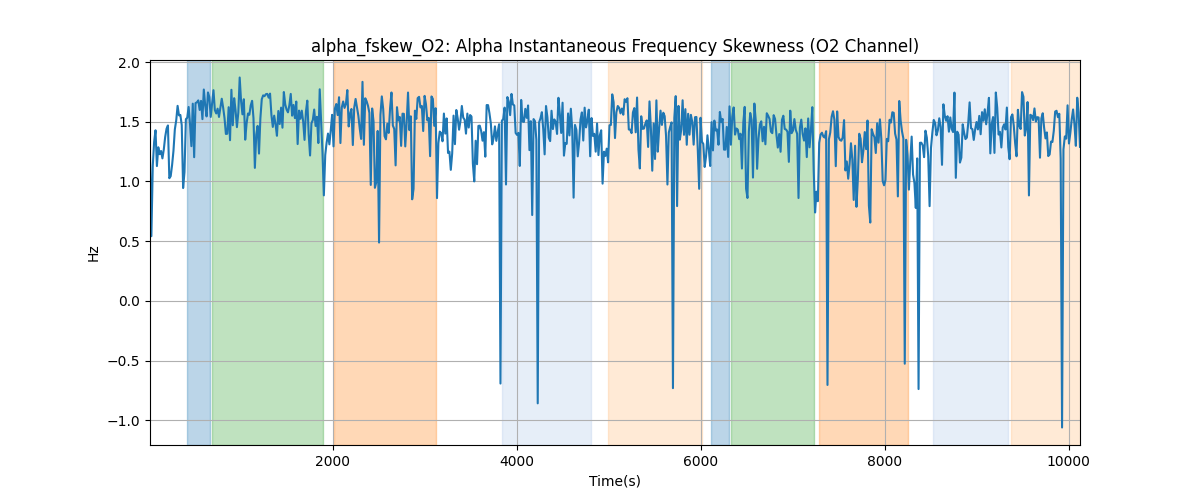 alpha_fskew_O2: Alpha Instantaneous Frequency Skewness (O2 Channel)
2.0
1.5
1.0
0.5
0.0
−0.5
−1.0
Hz
2000 4000 6000 8000 10000
Time(s)